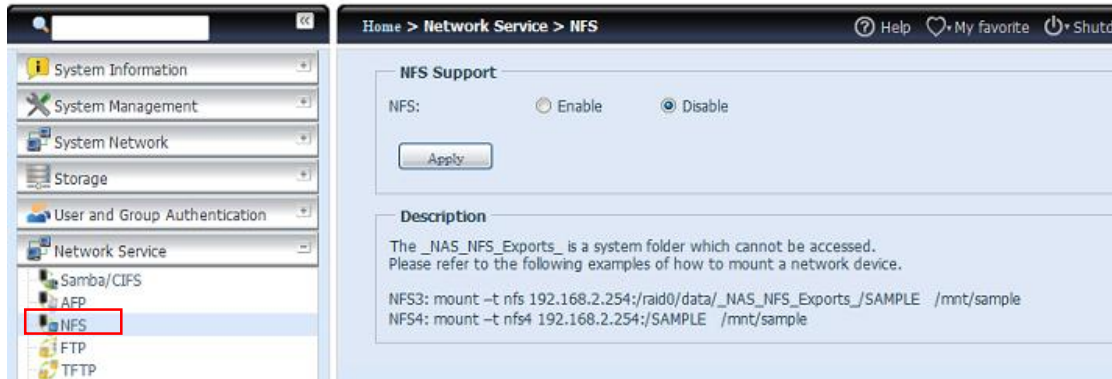 Home > Network Service > NFS
Help My favorite Shutd
System Information
System Management
System Network
Storage
User and Group Authentication
Network Service
Samba/CIFS
AFP
NFS
FTP
TFTP
NFS Support
NFS: Enable Disable
Apply
Description
The _NAS_NFS_Exports_ is a system folder which cannot be accessed.
Please refer to the following examples of how to mount a network device.
NFS3: mount –t nfs 192.168.2.254:/raid0/data/_NAS_NFS_Exports_/SAMPLE /mnt/sample
NFS4: mount –t nfs4 192.168.2.254:/SAMPLE /mnt/sample